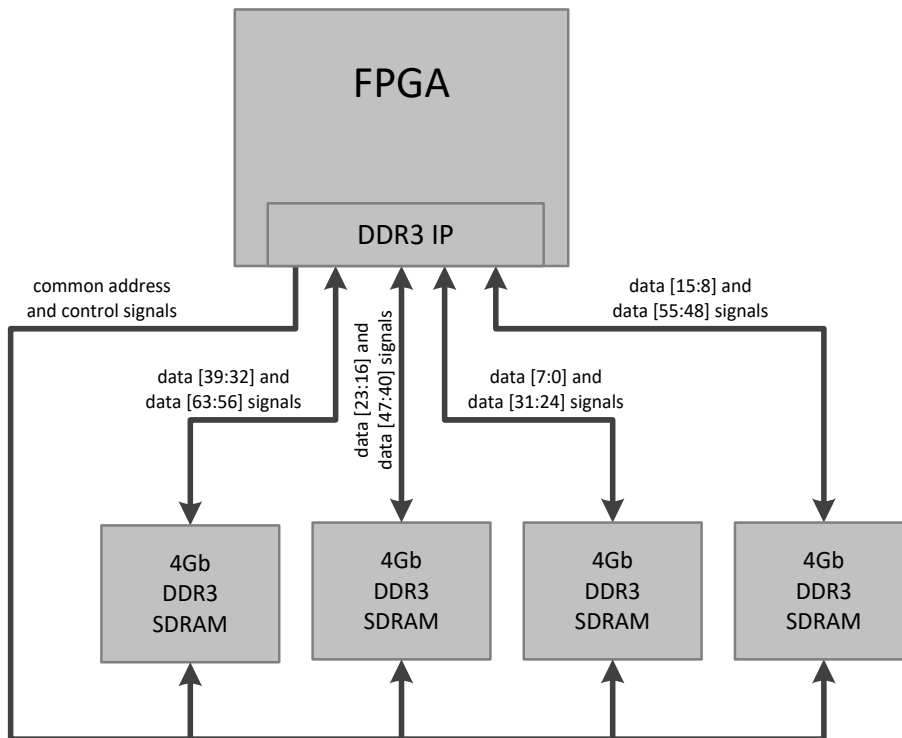 FPGA
DDR3 IP
common address
and control signals
data [15:8] and
data [55:48] signals
data [39:32] and
data [63:56] signals
data [23:16] and
data [47:40] signals
data [7:0] and
data [31:24] signals
4Gb
DDR3
SDRAM
4Gb
DDR3
SDRAM
4Gb
DDR3
SDRAM
4Gb
DDR3
SDRAM